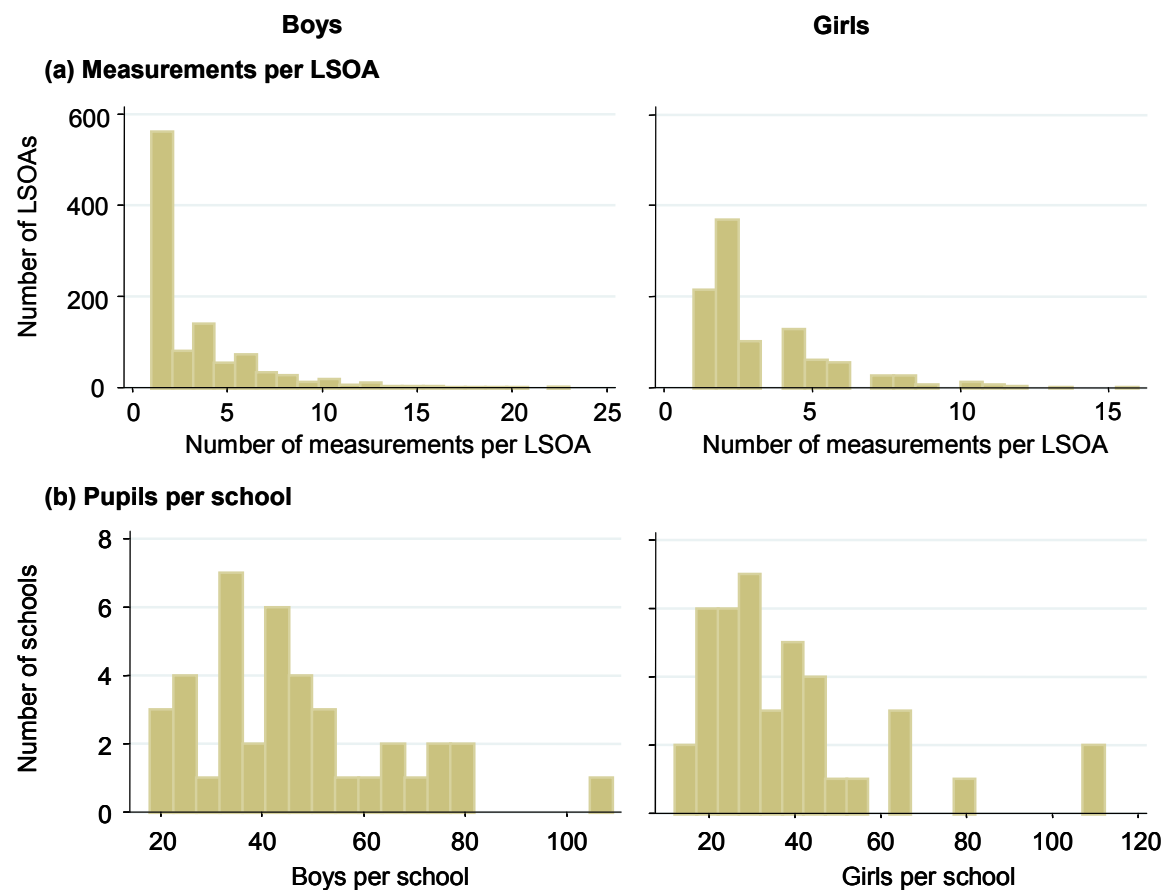 Boys
Girls
(a) Measurements per LSOA
600
400
200
0
Number of LSOAs
0 5 10 15 20 25
Number of measurements per LSOA
0 5 10 15
Number of measurements per LSOA
(b) Pupils per school
8
6
4
2
0
Number of schools
20 40 60 80 100
Boys per school
20 40 60 80 100 120
Girls per school